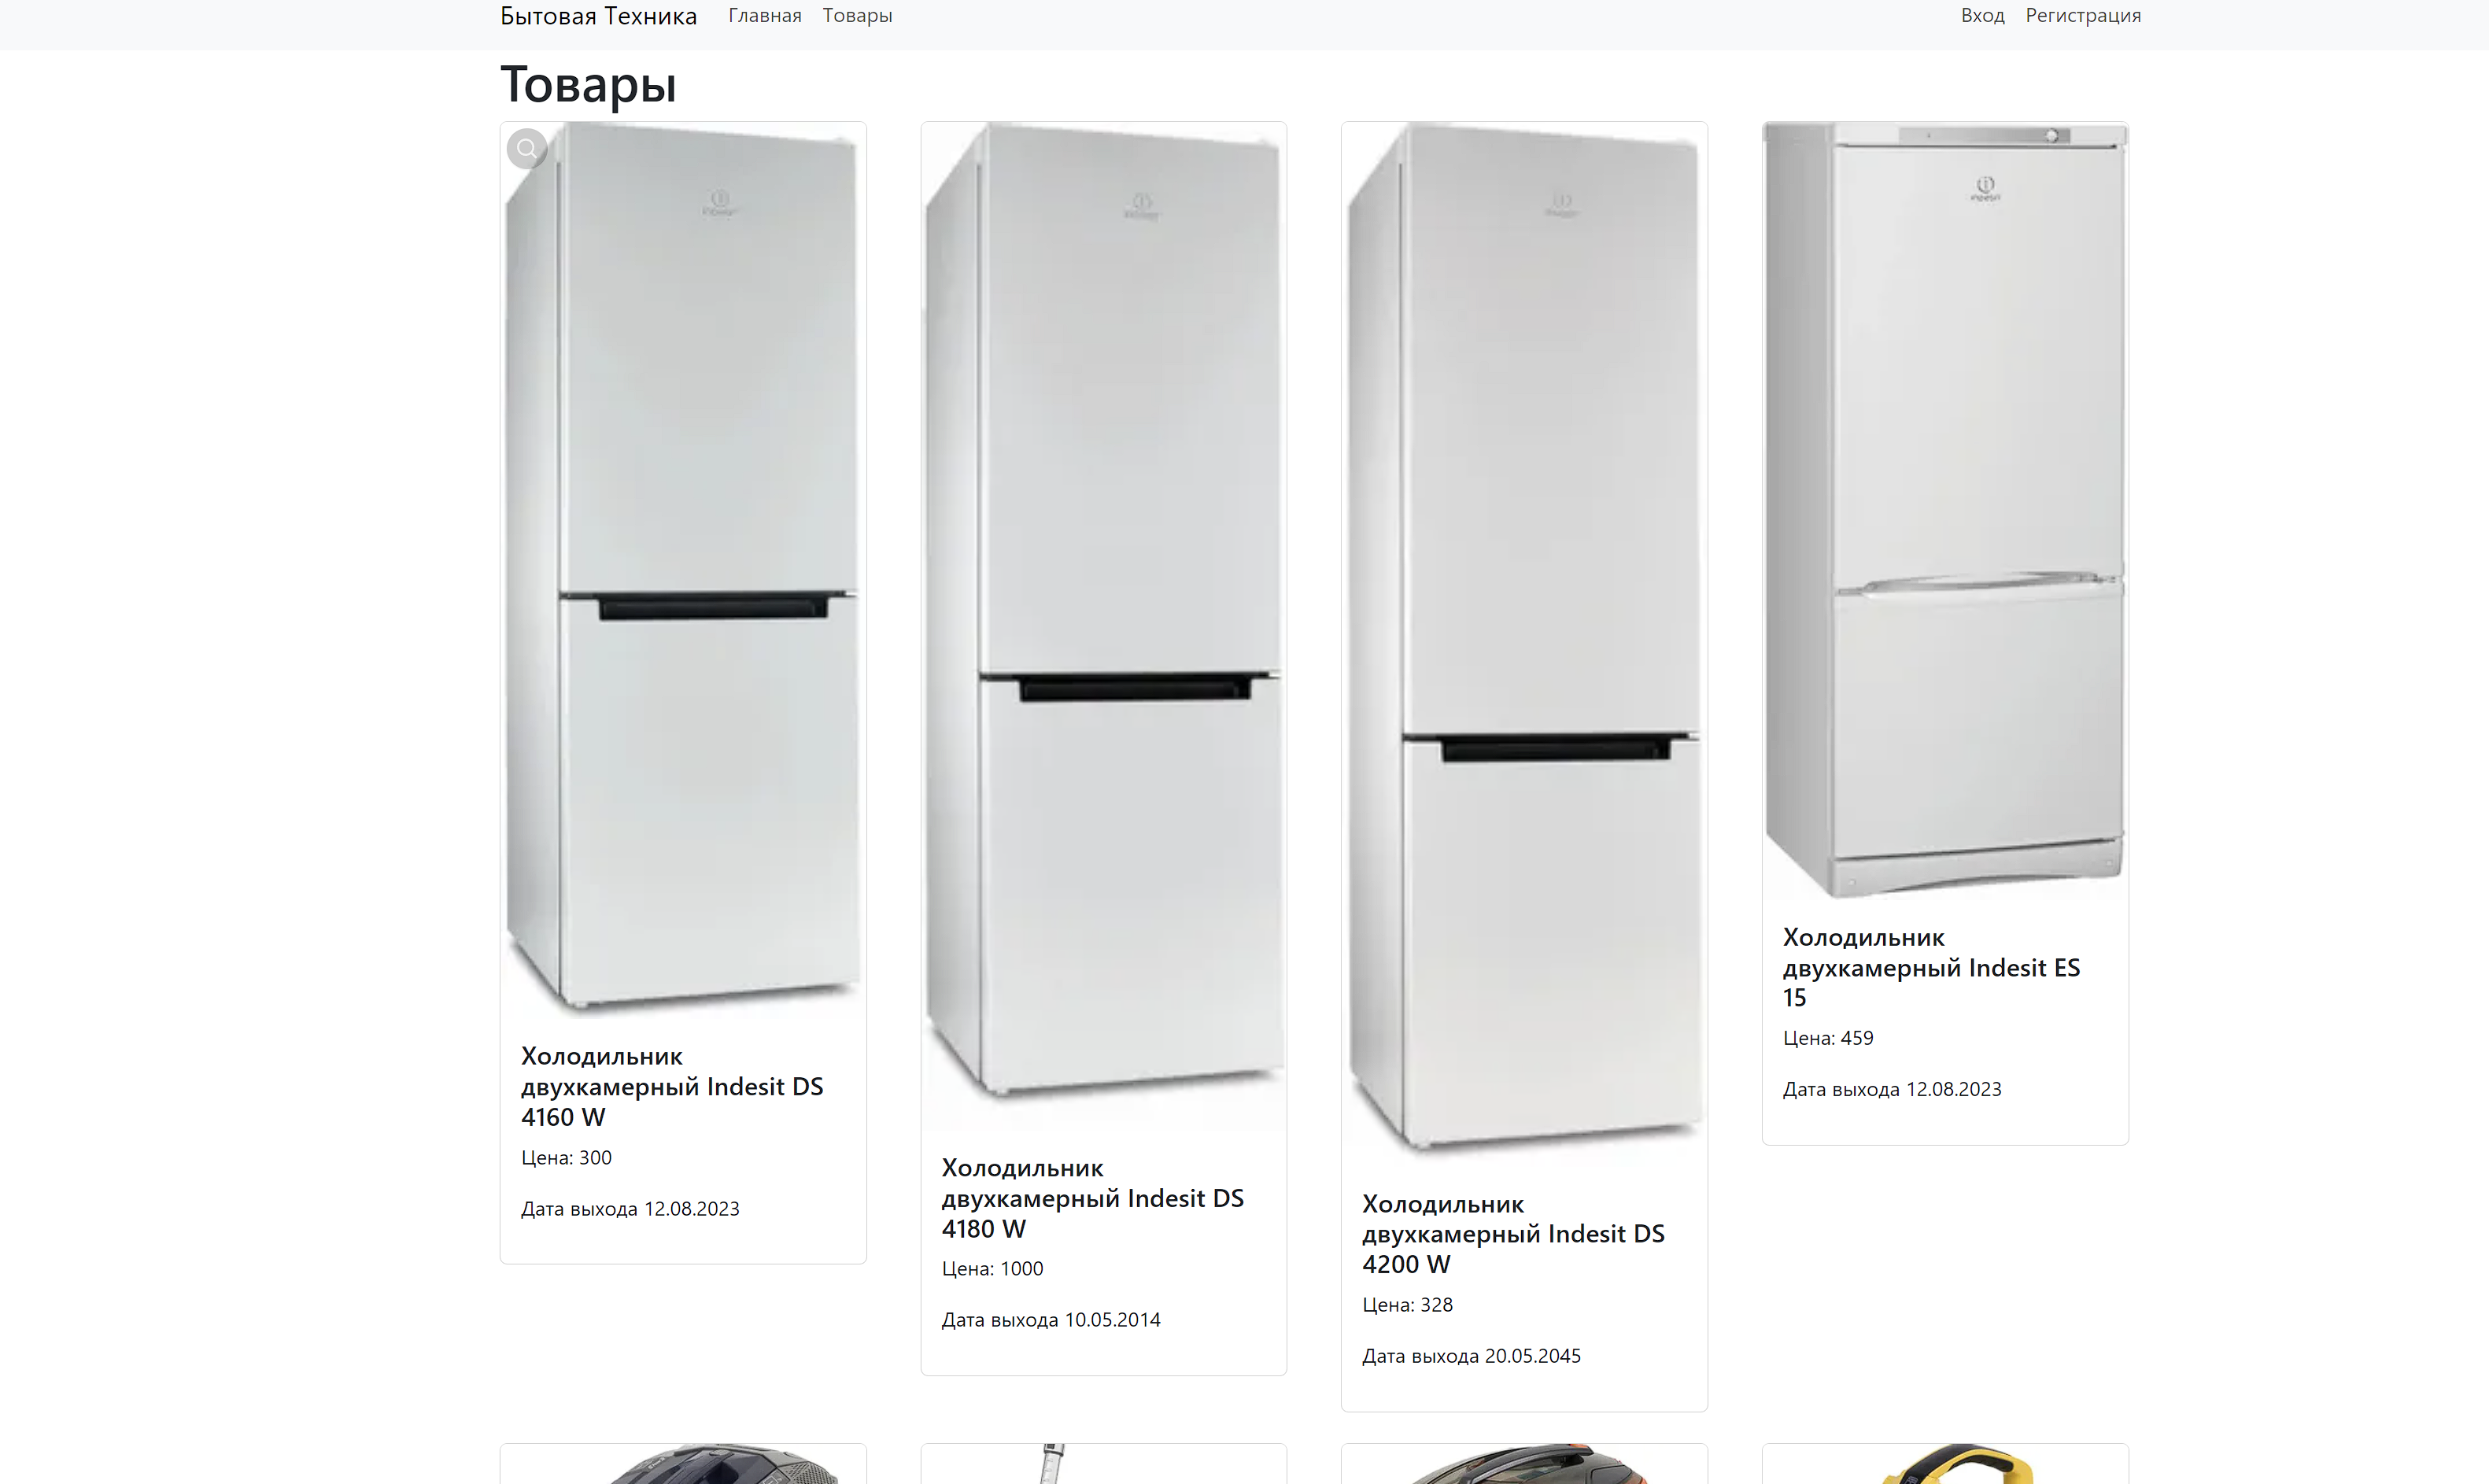 Бытовая Техника
Главная
Товары
Вход
Регистрация
Товары
indesit
Холодильник
двухкамерный Indesit DS
4160 W
Цена: 300
Дата выхода 12.08.2023
Холодильник
двухкамерный Indesit DS
4180 W
Цена: 1000
Дата выхода 10.05.2014
Холодильник
двухкамерный Indesit DS
4200 W
Цена: 328
Дата выхода 20.05.2045
Холодильник
двухкамерный Indesit ES
15
Цена: 459
Дата выхода 12.08.2023